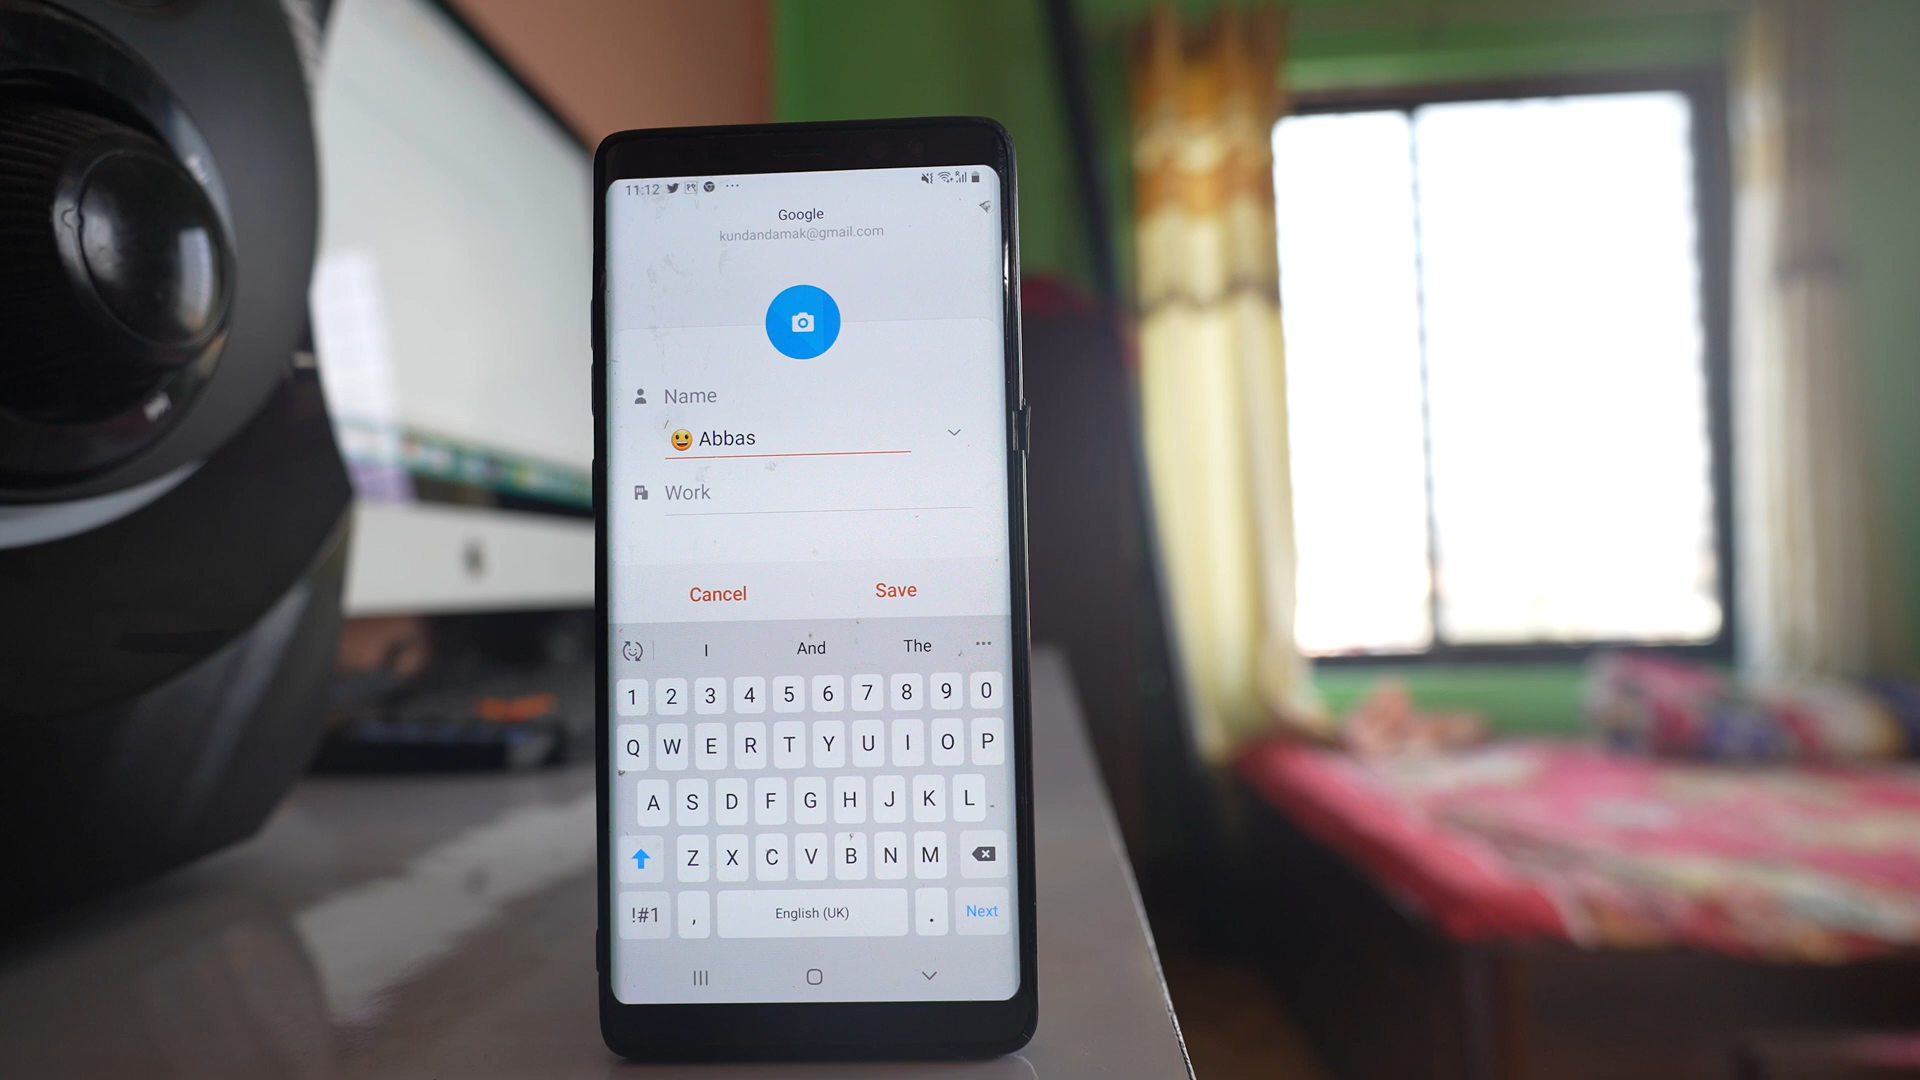 11:12
Google
kundandamak@gmail.com
Name
😃 Abbas
Work
Cancel Save
I And The
1 2 3 4 5 6 7 8 9 0
Q W E R T Y U I O P
A S D F G H J K L
Z X C V B N M
!#1 , English (UK) . Next